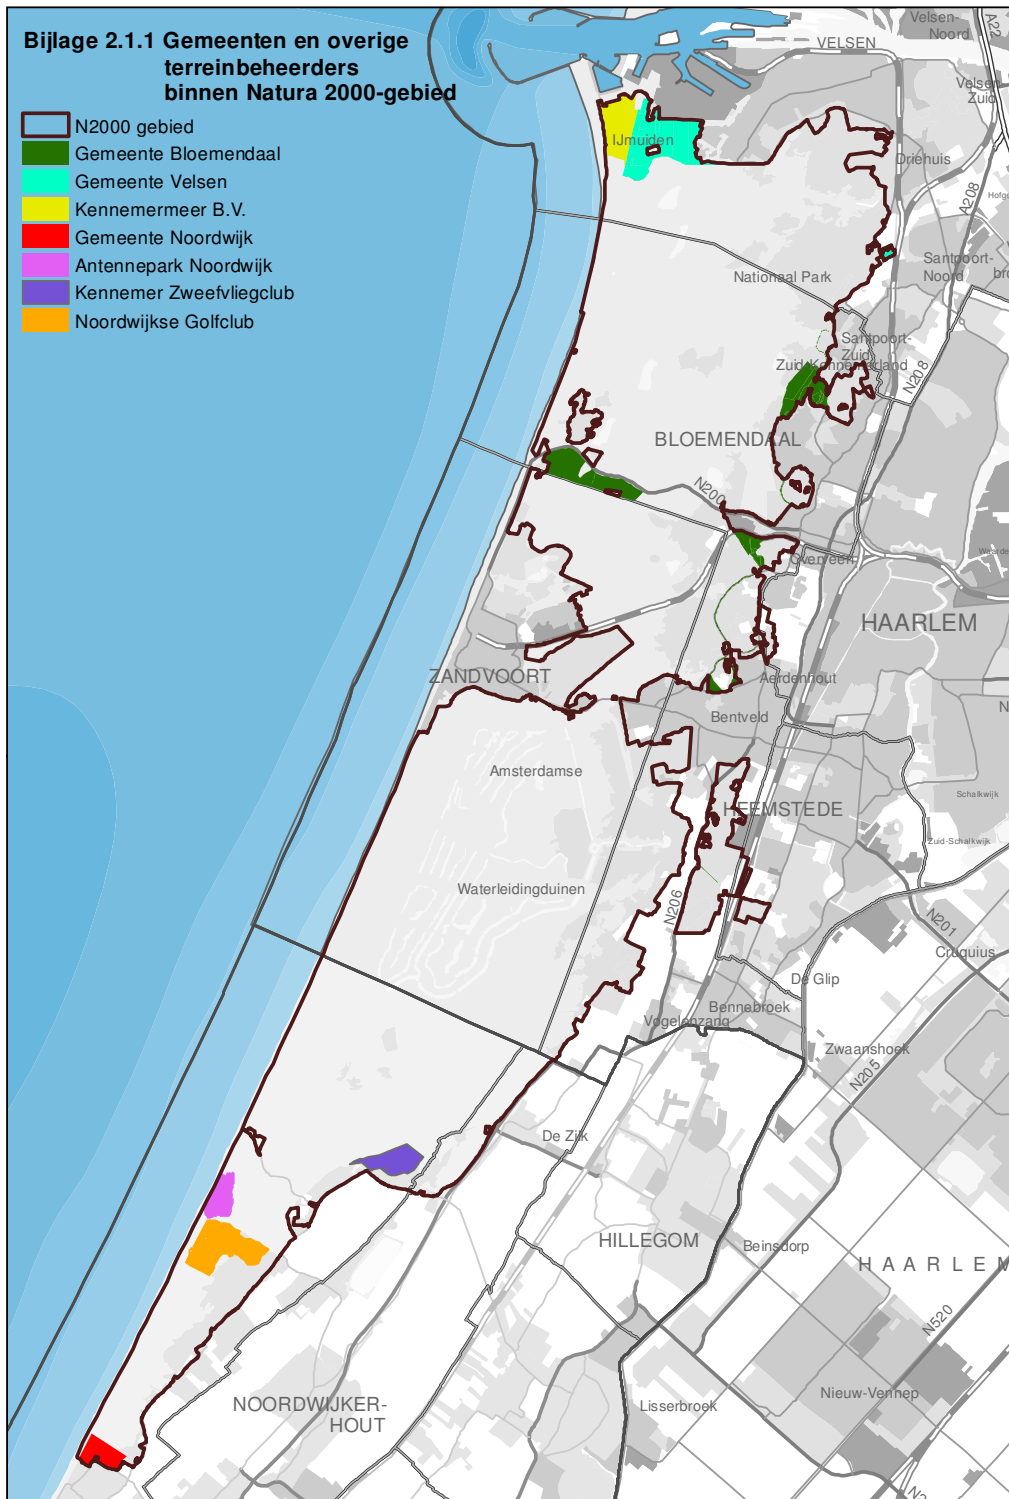 Bijlage 2.1.1 Gemeenten en overige
terreinbeheerders
binnen Natura 2000-gebied
N2000 gebied
Gemeente Bloemendaal
Gemeente Velsen
Kennemermeer B.V.
Gemeente Noordwijk
Antennepark Noordwijk
Kennemer Zweefvliegclub
Noordwijkse Golfclub
Velsen-
Noord
A22
VELSEN
Velsen-
Zuid
IJmuiden
Driehuis
A208
Santpoort-
Noord
Nationaal Park
Santpoort-
Zuid
Zuid-Kennemerland
N208
BLOEMENDAAL
N200
Overveen
HAARLEM
ZANDVOORT
Aerdenhout
Bentveld
Amsterdamse
Schalkwijk
HEEMSTEDE
Zuid-Schalkwijk
Waterleidingduinen
N206
N201
Cruquius
De Glip
Bennebroek
Vogelenzang
Zwaanshoek
N205
De Zilk
HILLEGOM
Beinsdorp
HAARLEM
N520
Nieuw-Vennep
NOORDWIJKER-
HOUT
Lisserbroek